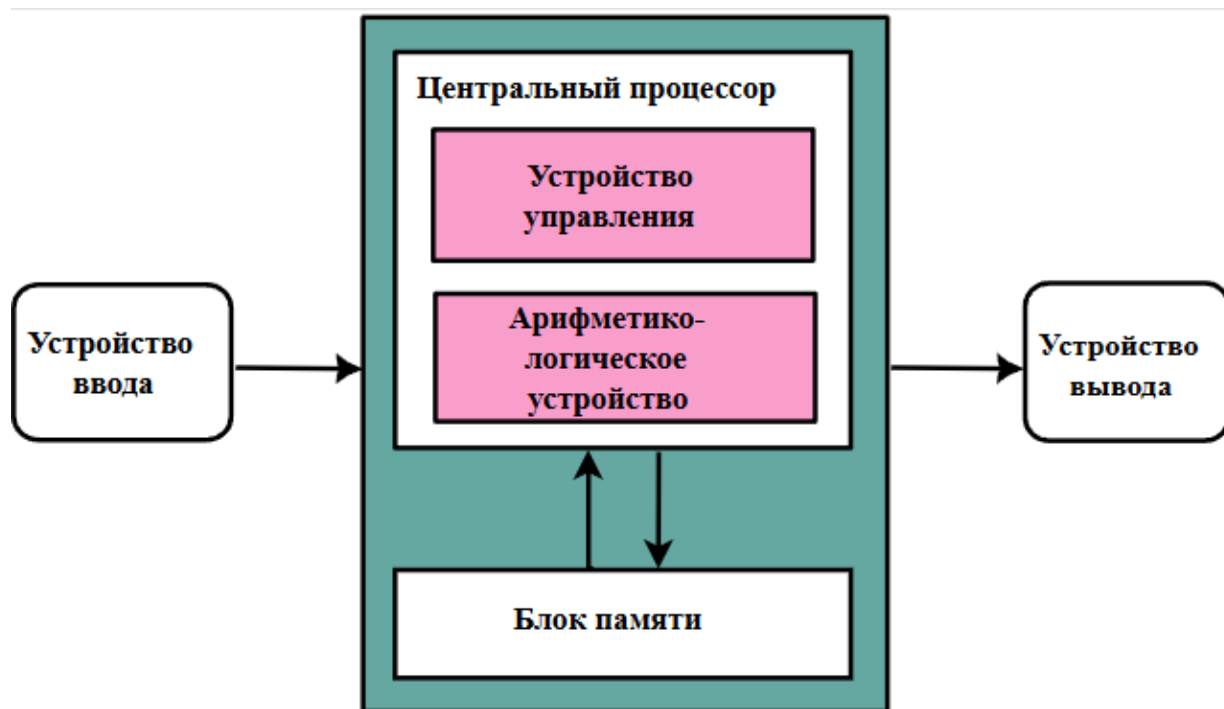 Центральный процессор
Устройство
управления
Арифметико-
логическое
устройство
Устройство
ввода
Устройство
вывода
Блок памяти